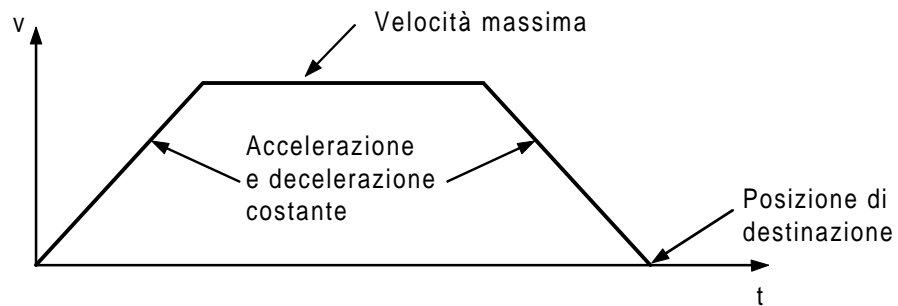 v
Velocità massima
Accelerazione
e decelerazione
costante
Posizione di
destinazione
t